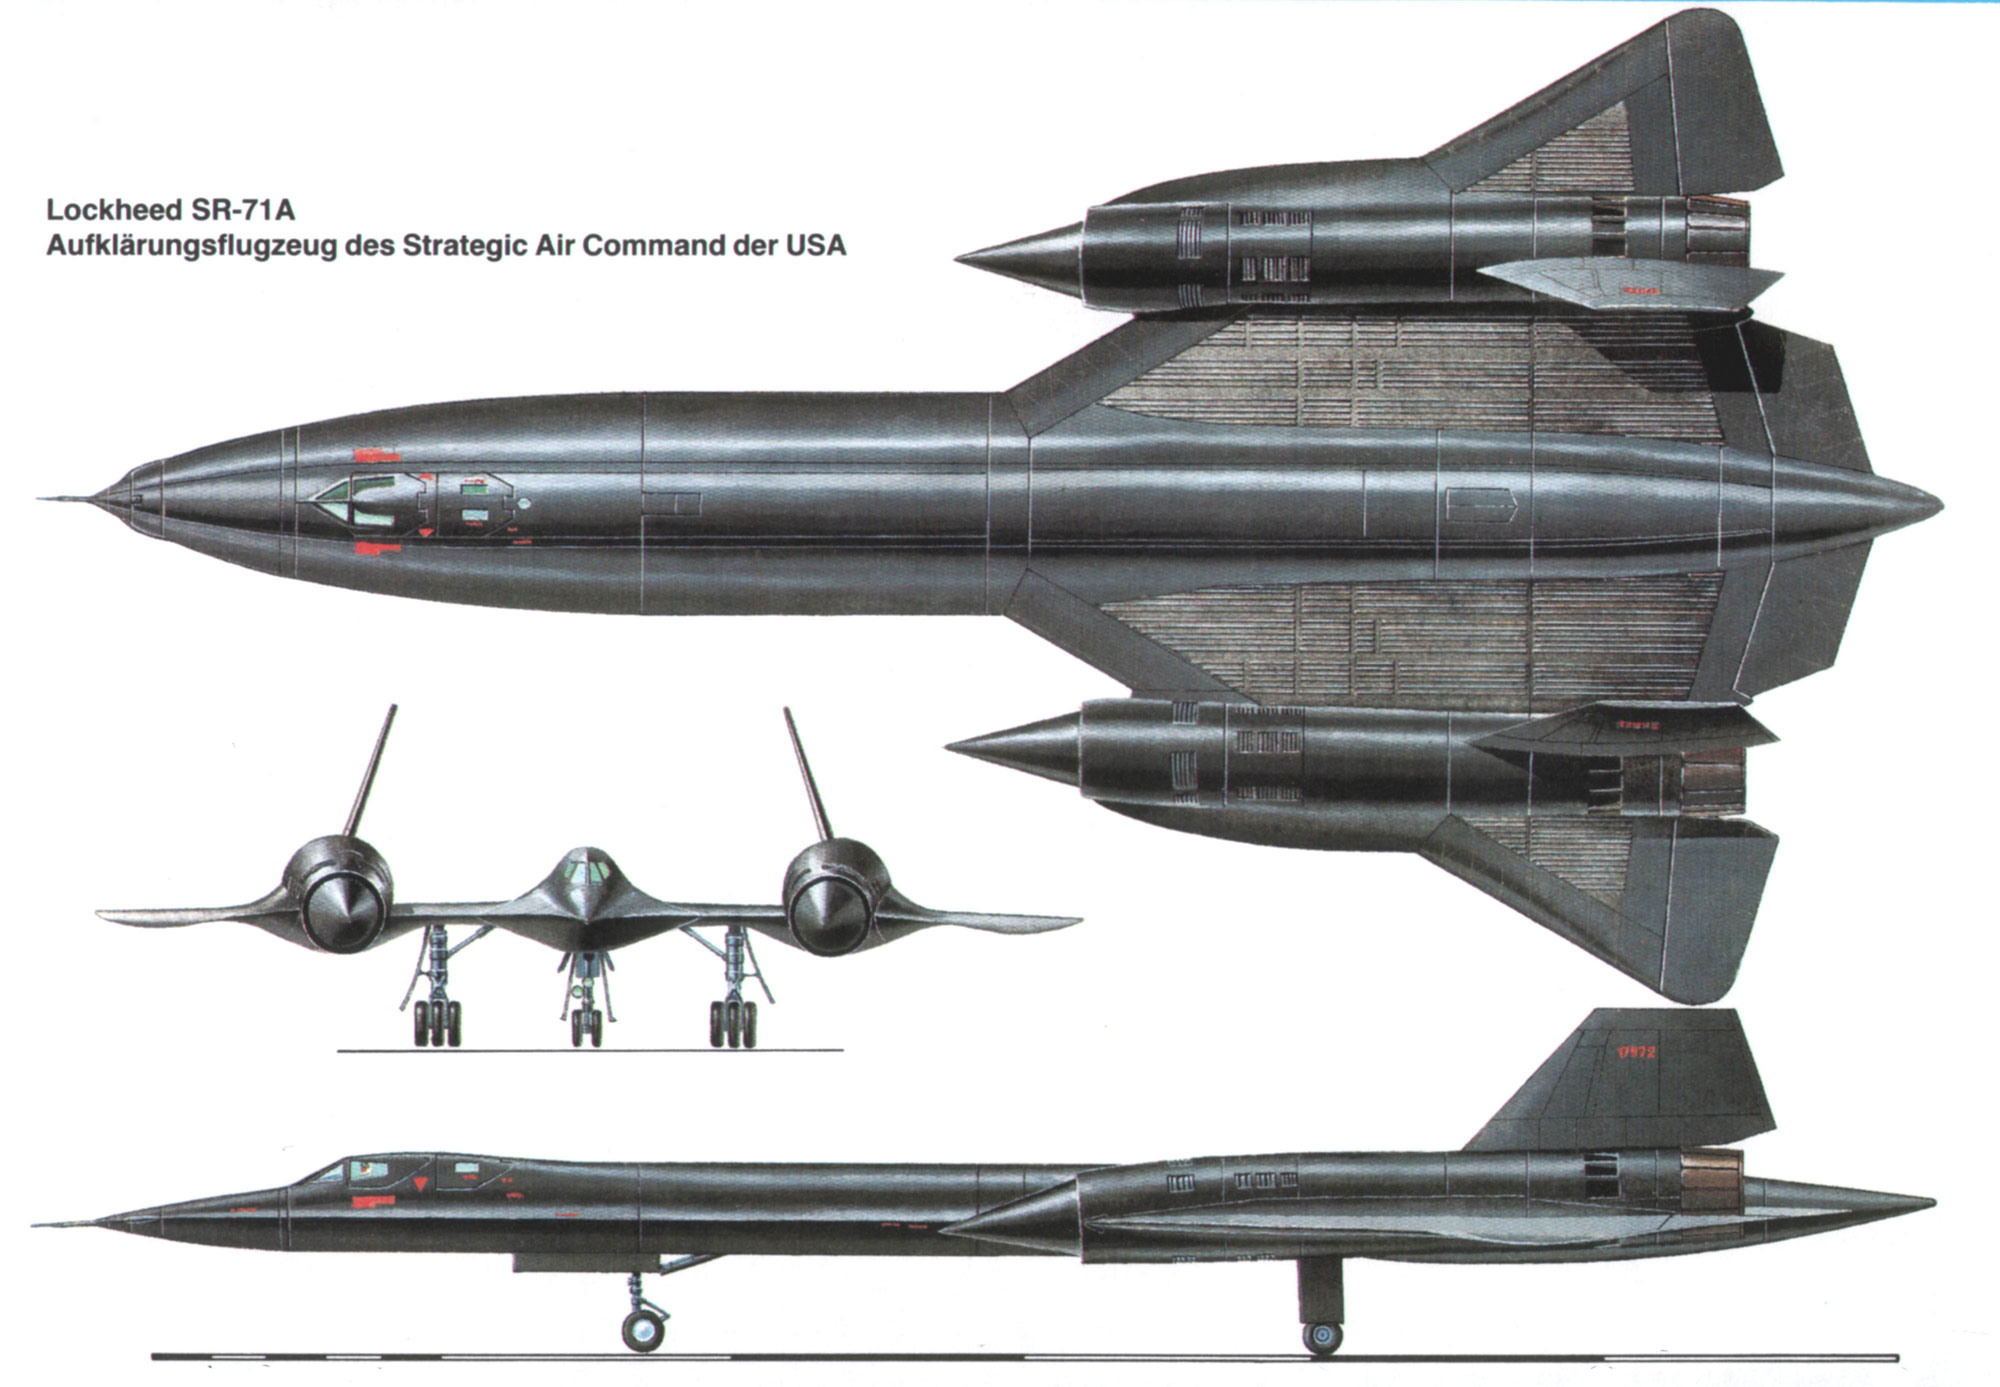 Lockheed SR-71A
Aufklärungsflugzeug des Strategic Air Command der USA
17972